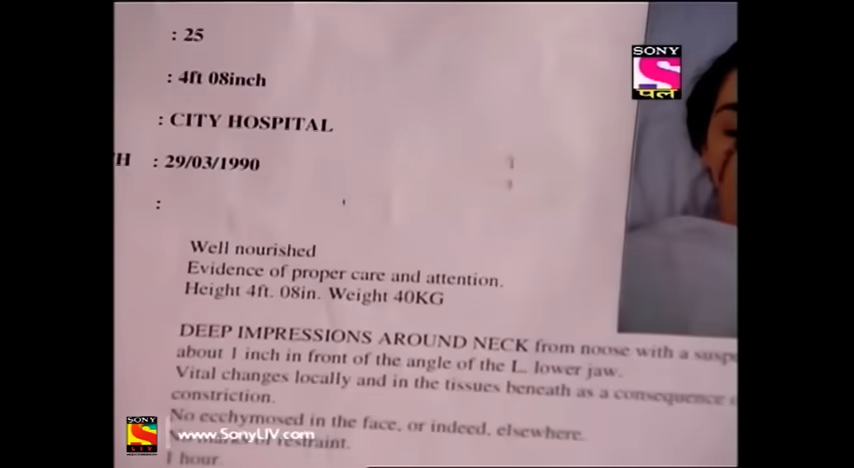 : 25
: 4ft 08inch
: CITY HOSPITAL
: 29/03/1990
:
Well nourished
Evidence of proper care and attention.
Height 4ft. 08in. Weight 40KG
DEEP IMPRESSIONS AROUND NECK from noose with a
about 1 inch in front of the angle of the L. lower jaw.
Vital changes locally and in the tissues beneath as a consequence
constriction.
No ecchymosed in the face, or indeed, elsewhere.
of restraint.
1 hour
SONY
S
पल
SONY
S
www.SonyLIV.com